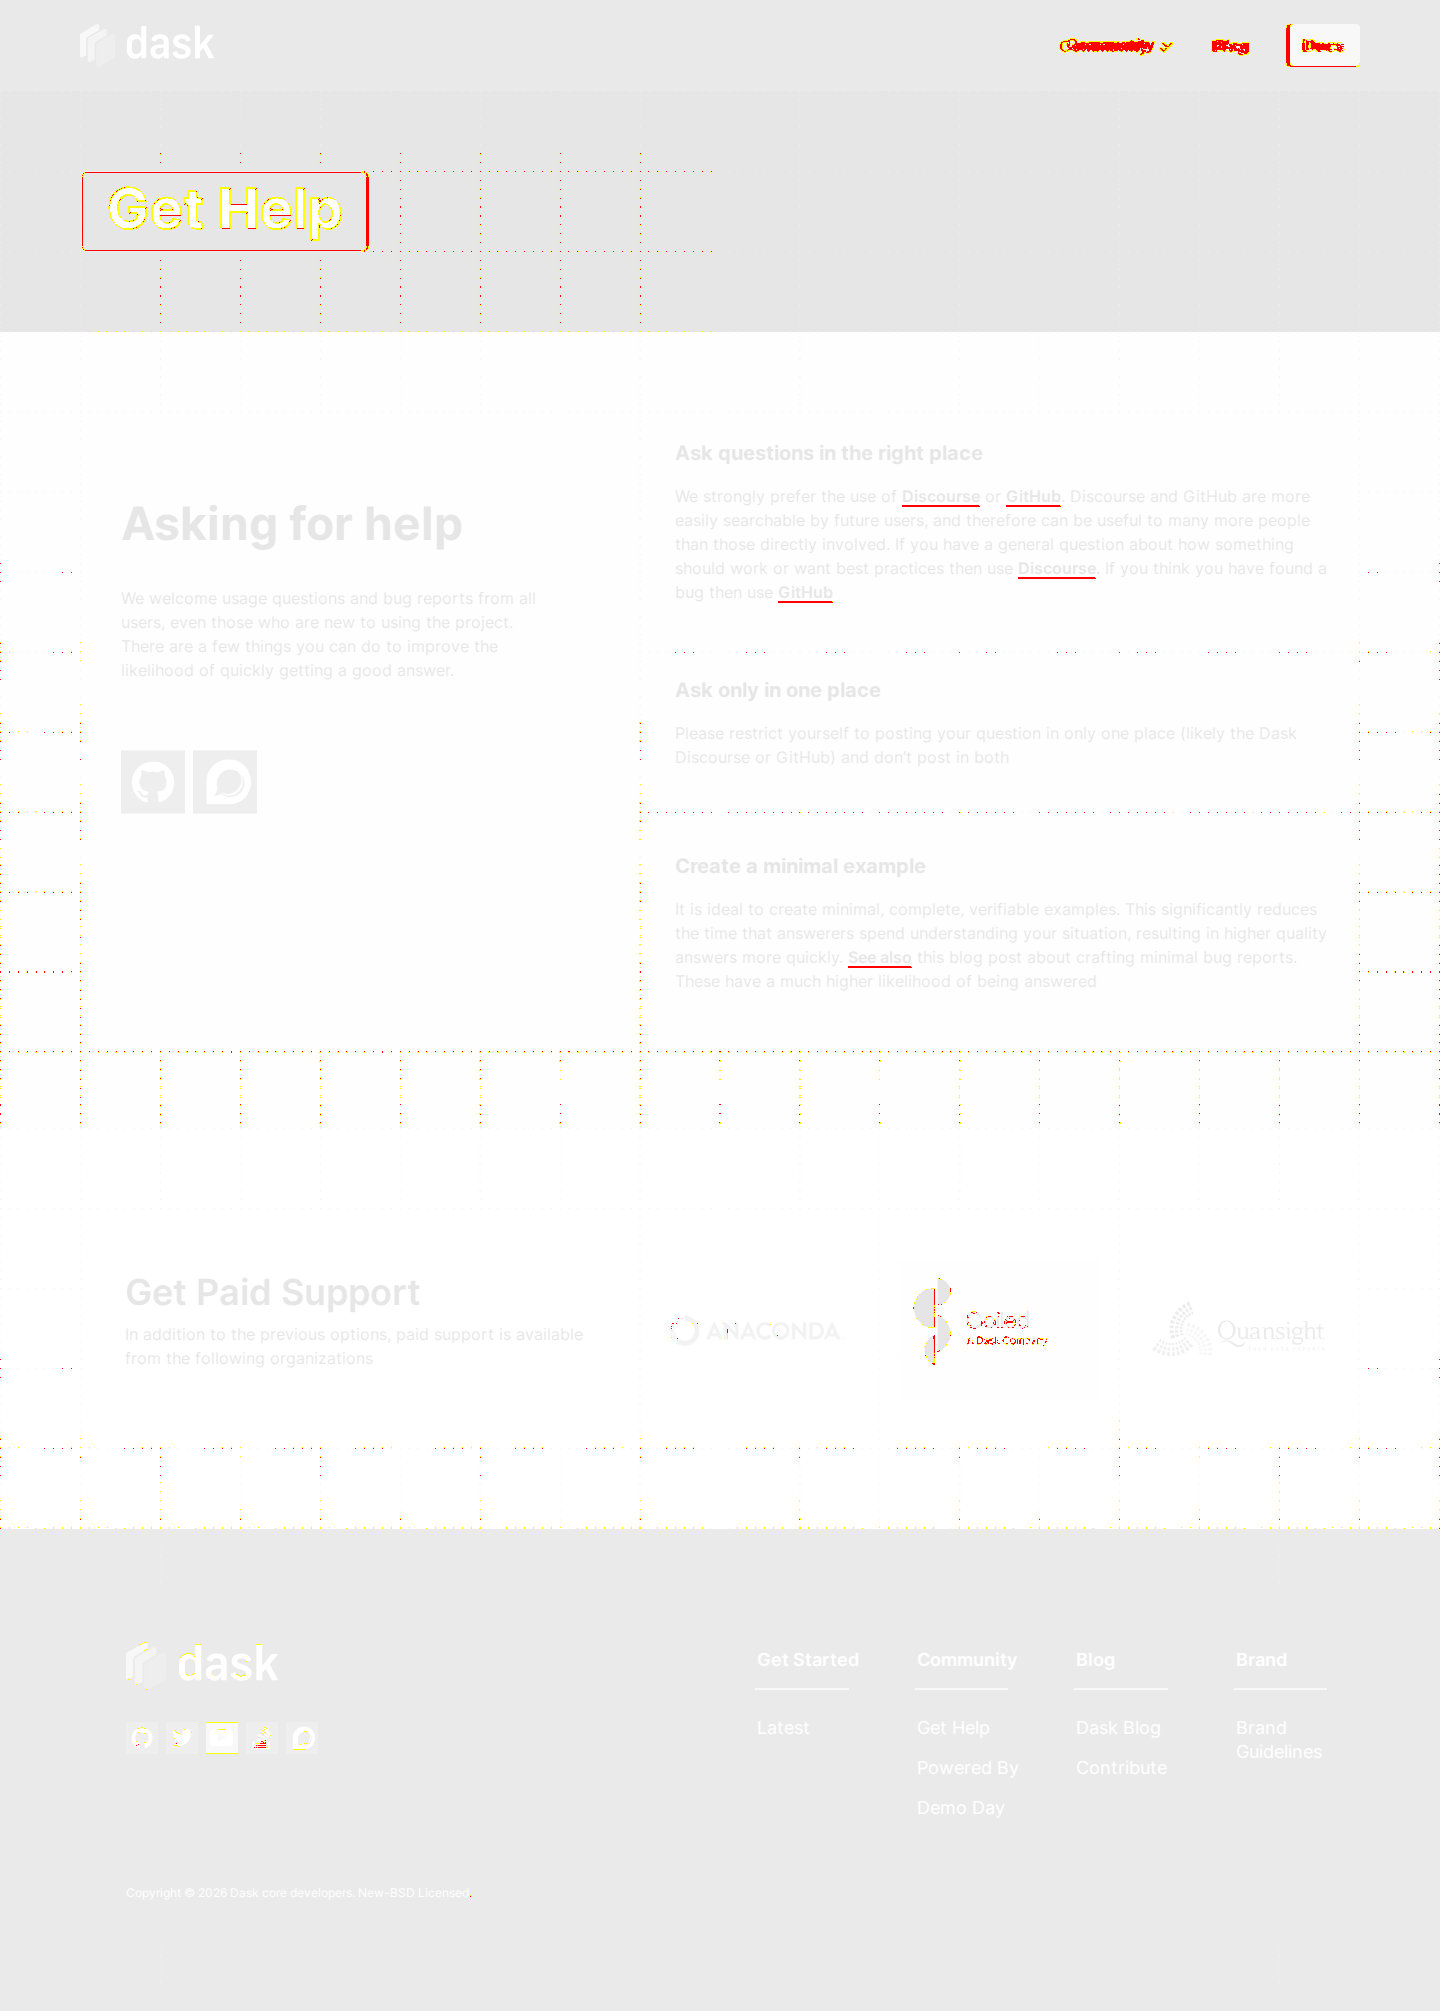 dask
Community
Blog
Docs
Get Help
Asking for help
We welcome usage questions and bug reports from all
users, even those who are new to using the project.
There are a few things you can do to improve the
likelihood of quickly getting a good answer.
Ask questions in the right place
We strongly prefer the use of Discourse or GitHub. Discourse and GitHub are more
easily searchable by future users, and therefore can be useful to many more people
than those directly involved. If you have a general question about how something
should work or want best practices then use Discourse. If you think you have found a
bug then use GitHub
Ask only in one place
Please restrict yourself to posting your question in only one place (likely the Dask
Discourse or GitHub) and don't post in both
Create a minimal example
It is ideal to create minimal, complete, verifiable examples. This significantly reduces
the time that answerers spend understanding your situation, resulting in higher quality
answers more quickly. See also this blog post about crafting minimal bug reports.
These have a much higher likelihood of being answered
Get Paid Support
In addition to the previous options, paid support is available
from the following organizations
ANACONDA.
Coiled
A Dask Company
Quansight
dask
Get Started
Latest
Community
Get Help
Powered By
Demo Day
Blog
Dask Blog
Contribute
Brand
Brand
Guidelines
Copyright © 2026 Dask core developers. New-BSD Licensed.